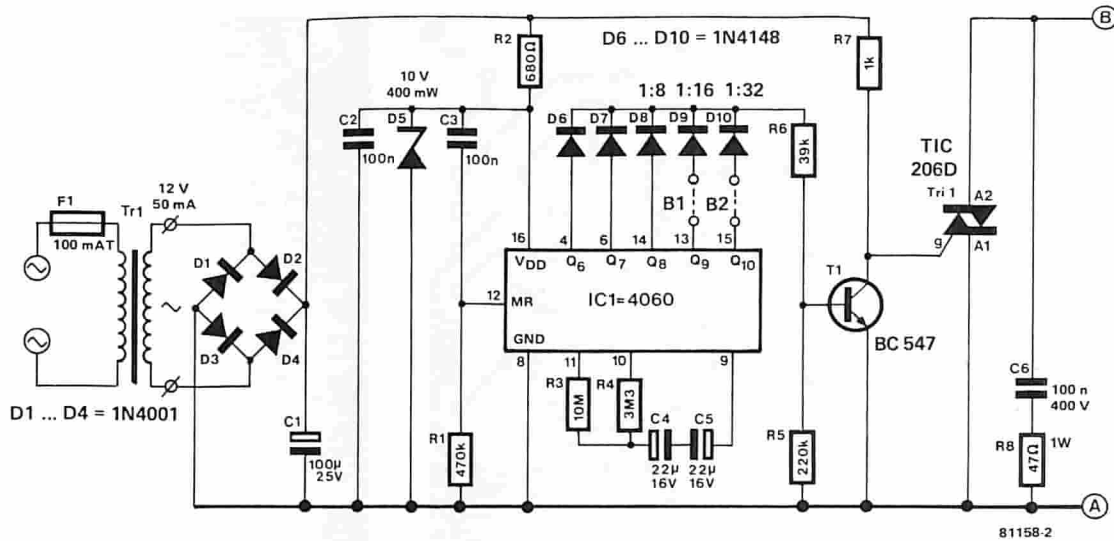 B
R2
680Ω
D6 ... D10 = 1N4148
R7
1k
10 V
400 mW
1:8 1:16 1:32
C2
100n
D5
C3
100n
D6
D7
D8
D9
D10
R6
39k
TIC
206D
Tri 1
A2
A1
g
F1
100 mAT
Tr1
12 V
50 mA
~
B1
B2
16
4
6
14
13
15
VDD
Q6
Q7
Q8
Q9
Q10
D1
D2
D3
D4
12
MR
IC1=4060
GND
T1
BC 547
8
11
10
9
D1 ... D4 = 1N4001
R3
10M
R4
3M3
C4
C5
22µ
16V
22µ
16V
C1
100µ
25V
R1
470k
R5
220k
C6
100 n
400 V
R8
47Ω
1W
A
81158-2